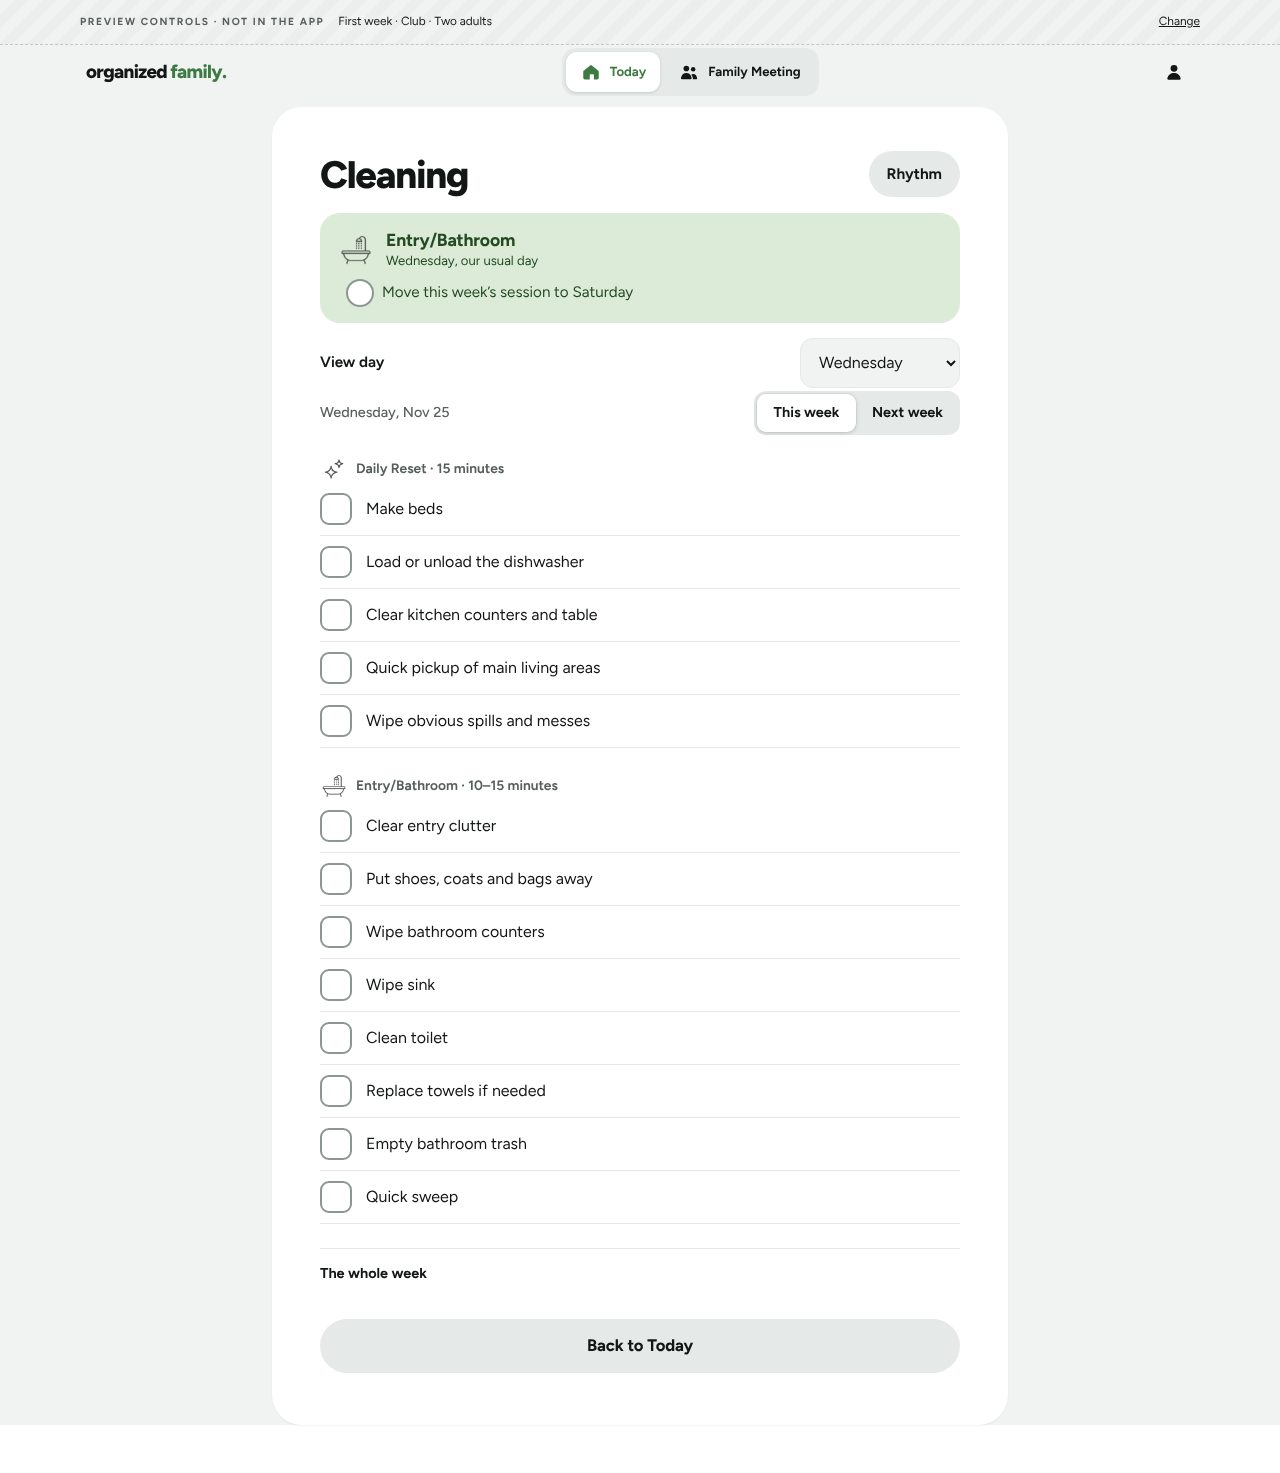 PREVIEW CONTROLS · NOT IN THE APP First week · Club · Two adults Change
organized family. Today Family Meeting
Cleaning Rhythm
Entry/Bathroom
Wednesday, our usual day
Move this week’s session to Saturday
View day Wednesday
Wednesday, Nov 25 This week Next week
Daily Reset · 15 minutes
Make beds
Load or unload the dishwasher
Clear kitchen counters and table
Quick pickup of main living areas
Wipe obvious spills and messes
Entry/Bathroom · 10–15 minutes
Clear entry clutter
Put shoes, coats and bags away
Wipe bathroom counters
Wipe sink
Clean toilet
Replace towels if needed
Empty bathroom trash
Quick sweep
The whole week
Back to Today